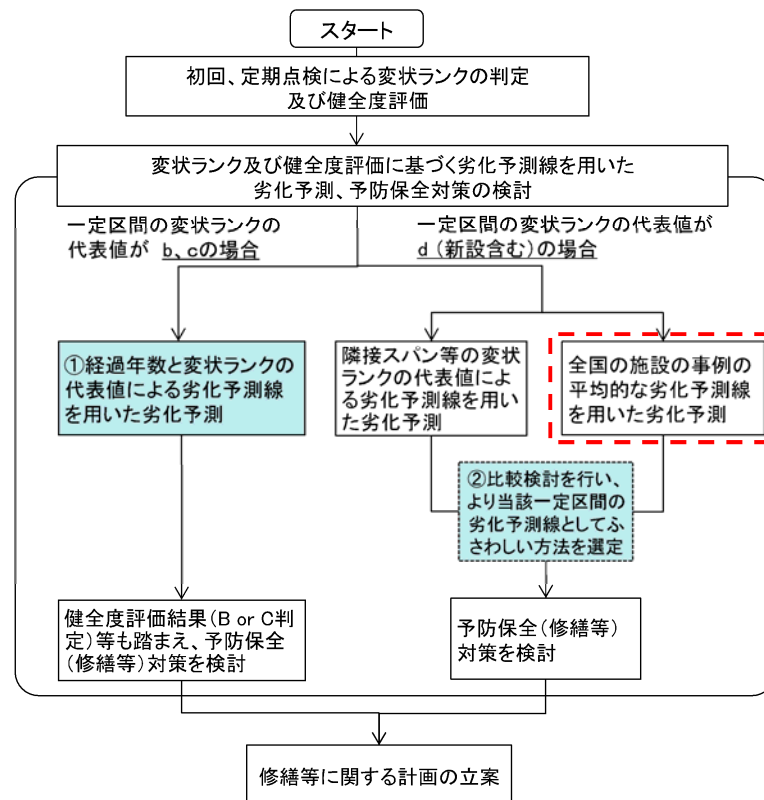 スタート
初回、定期点検による変状ランクの判定
及び健全度評価
変状ランク及び健全度評価に基づく劣化予測線を用いた
劣化予測、予防保全対策の検討
一定区間の変状ランクの
代表値が b、cの場合
一定区間の変状ランクの代表値が
d（新設含む）の場合
①経過年数と変状ランクの
代表値による劣化予測線
を用いた劣化予測
隣接スパン等の変状
ランクの代表値によ
る劣化予測線を用い
た劣化予測
全国の施設の事例の
平均的な劣化予測線
を用いた劣化予測
②比較検討を行い、
より当該一定区間の
劣化予測線としてふ
さわしい方法を選定
健全度評価結果（B or C判
定）等も踏まえ、予防保全
（修繕等）対策を検討
予防保全（修繕等）
対策を検討
修繕等に関する計画の立案